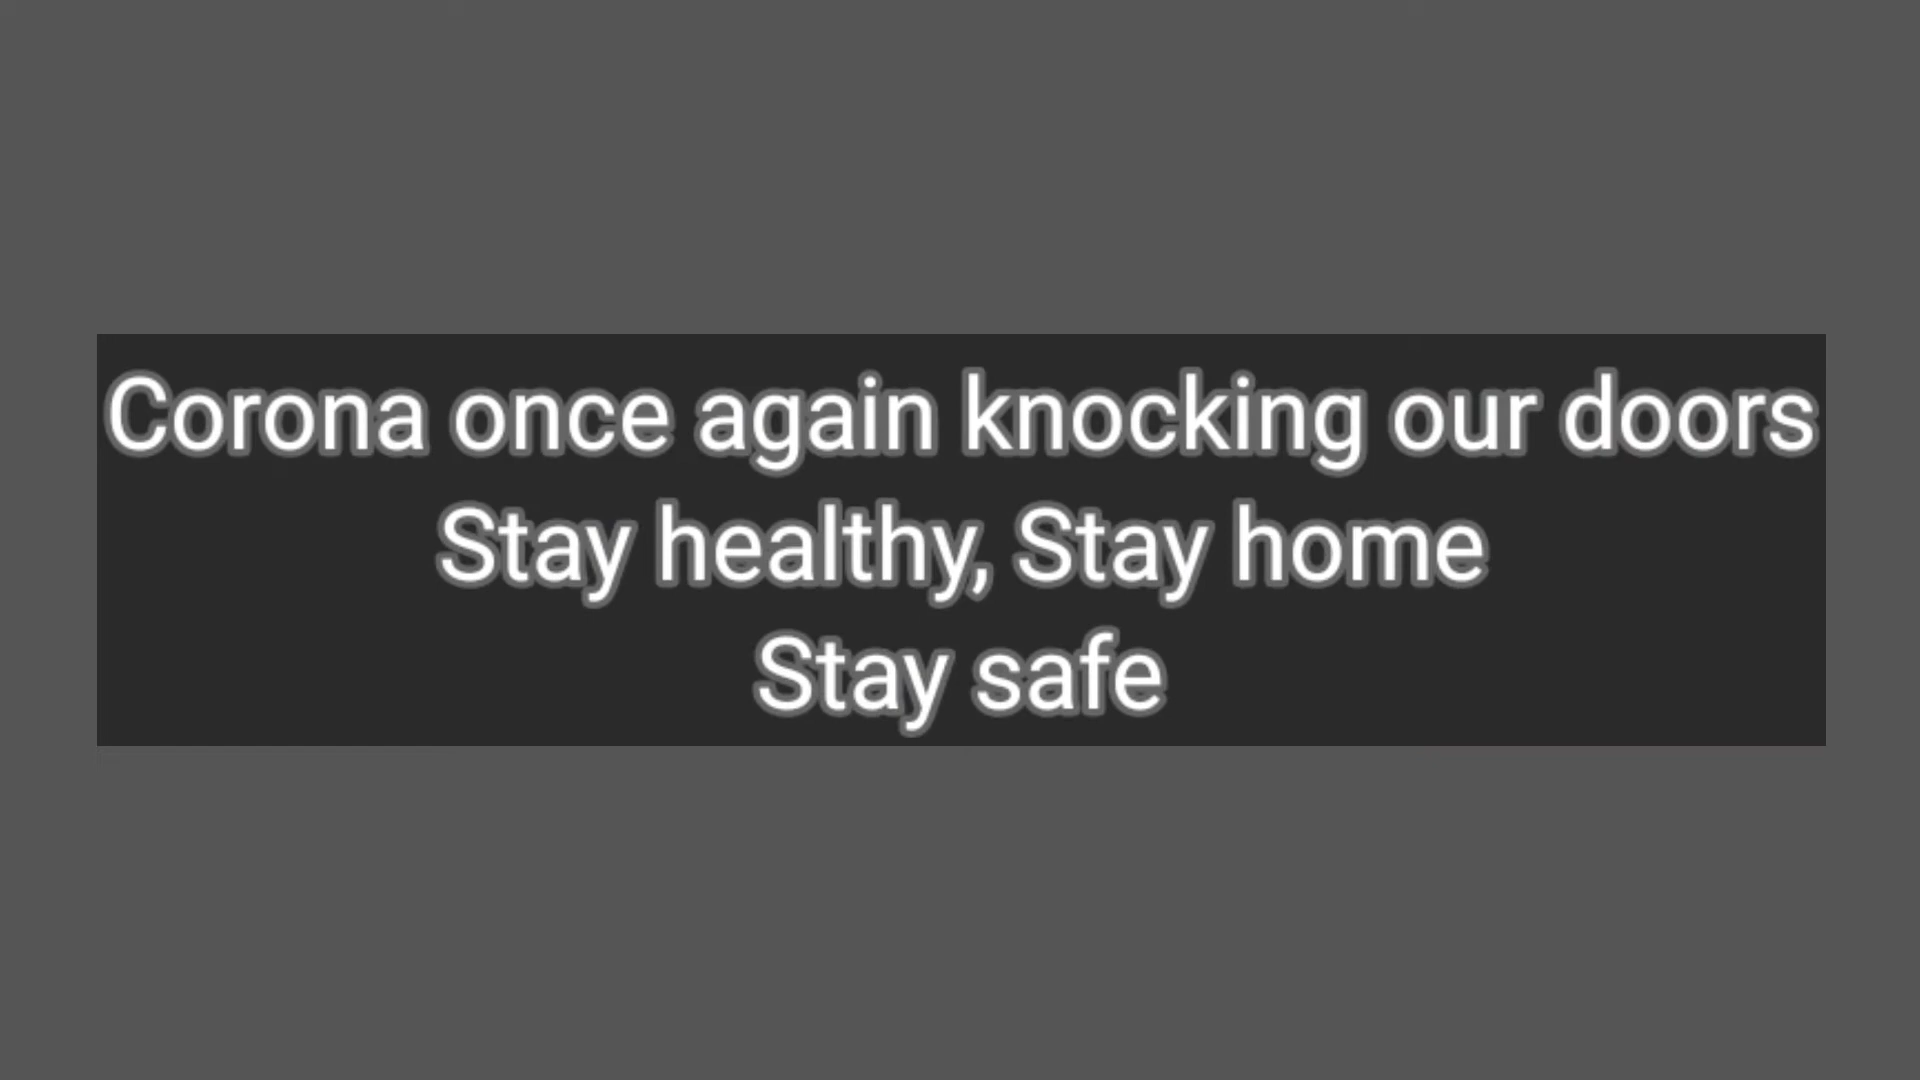 Corona once again knocking our doors
Stay healthy, Stay home
Stay safe